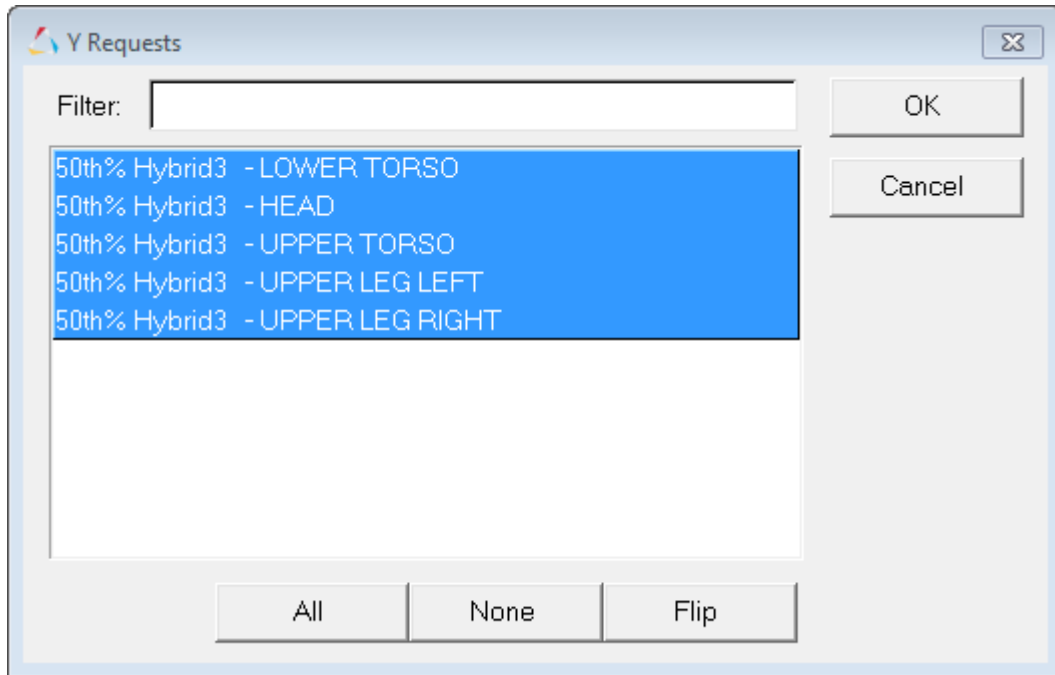 Y Requests
Filter:
OK
Cancel
50th% Hybrid3 - LOWER TORSO
50th% Hybrid3 - HEAD
50th% Hybrid3 - UPPER TORSO
50th% Hybrid3 - UPPER LEG LEFT
50th% Hybrid3 - UPPER LEG RIGHT
All
None
Flip